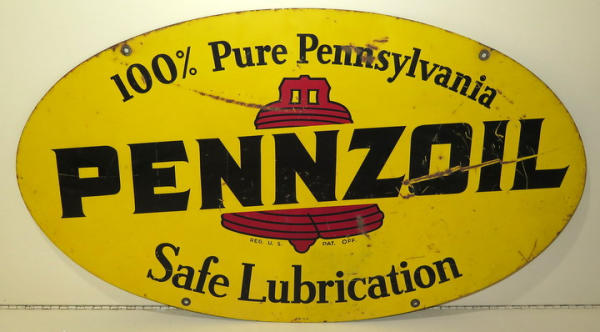 100% Pure Pennsylvania
PENNZOIL
REG. U. S. PAT. OFF.
Safe Lubrication